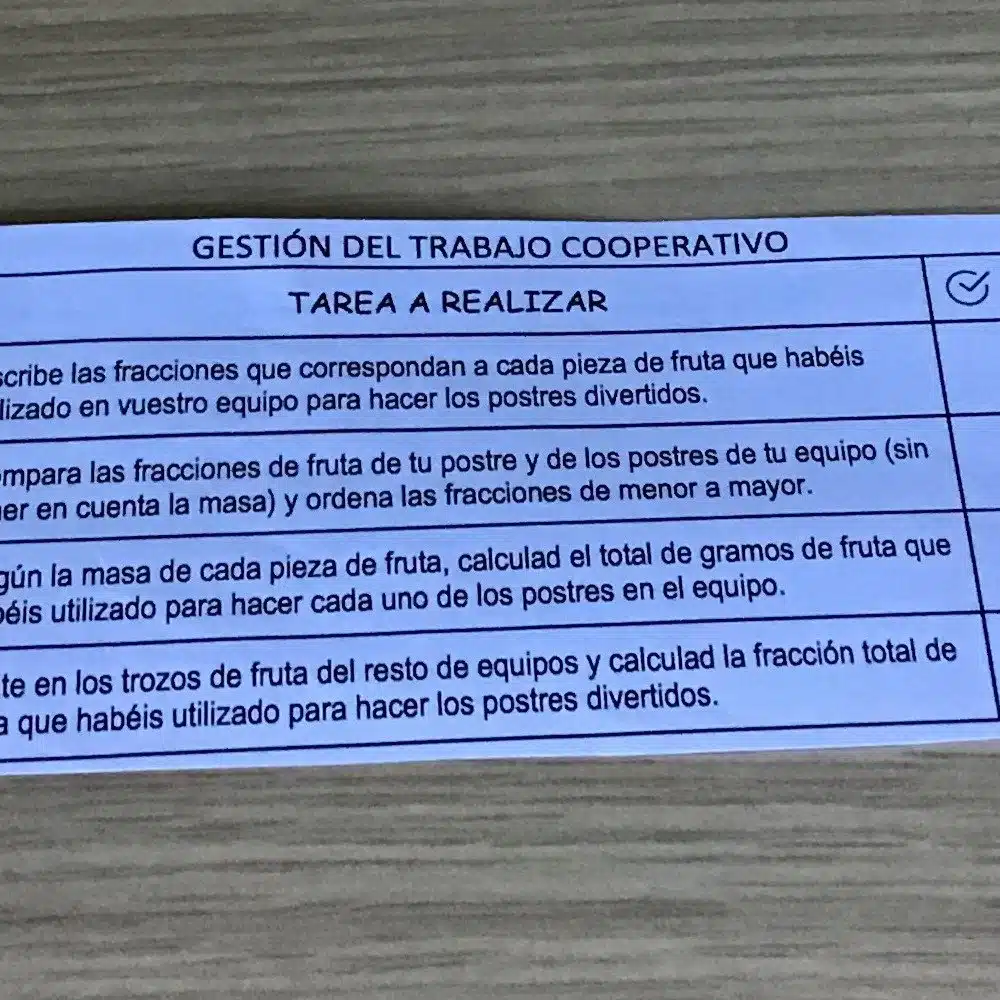 GESTIÓN DEL TRABAJO COOPERATIVO
TAREA A REALIZAR
scribe las fracciones que correspondan a cada pieza de fruta que habéis
lizado en vuestro equipo para hacer los postres divertidos.
mpara las fracciones de fruta de tu postre y de los postres de tu equipo (sin
er en cuenta la masa) y ordena las fracciones de menor a mayor.
gún la masa de cada pieza de fruta, calculad el total de gramos de fruta que
béis utilizado para hacer cada uno de los postres en el equipo.
te en los trozos de fruta del resto de equipos y calculad la fracción total de
a que habéis utilizado para hacer los postres divertidos.